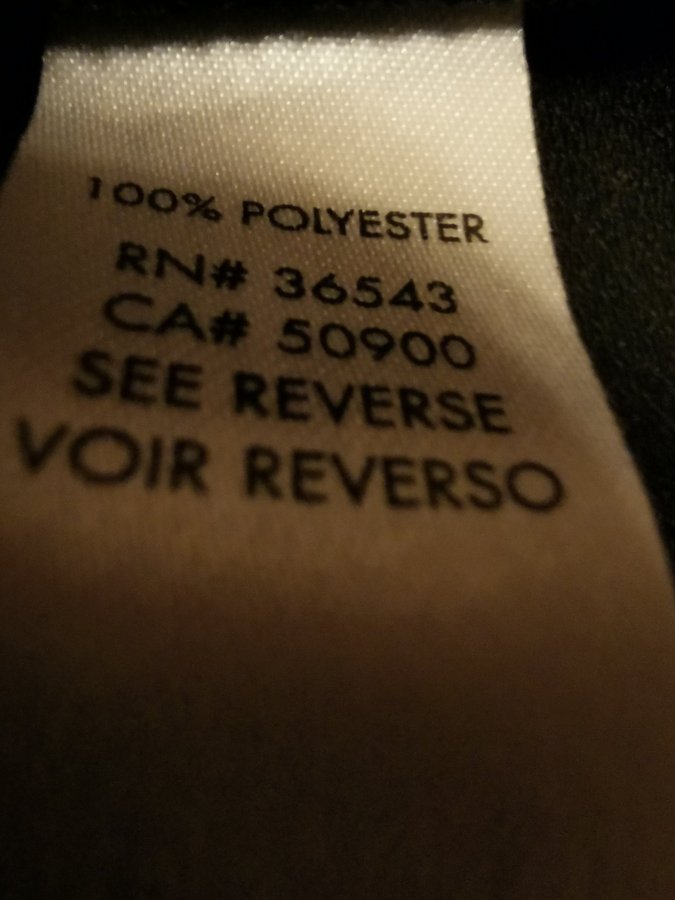 100% POLYESTER
RN# 36543
CA# 50900
SEE REVERSE
VOIR REVERSO